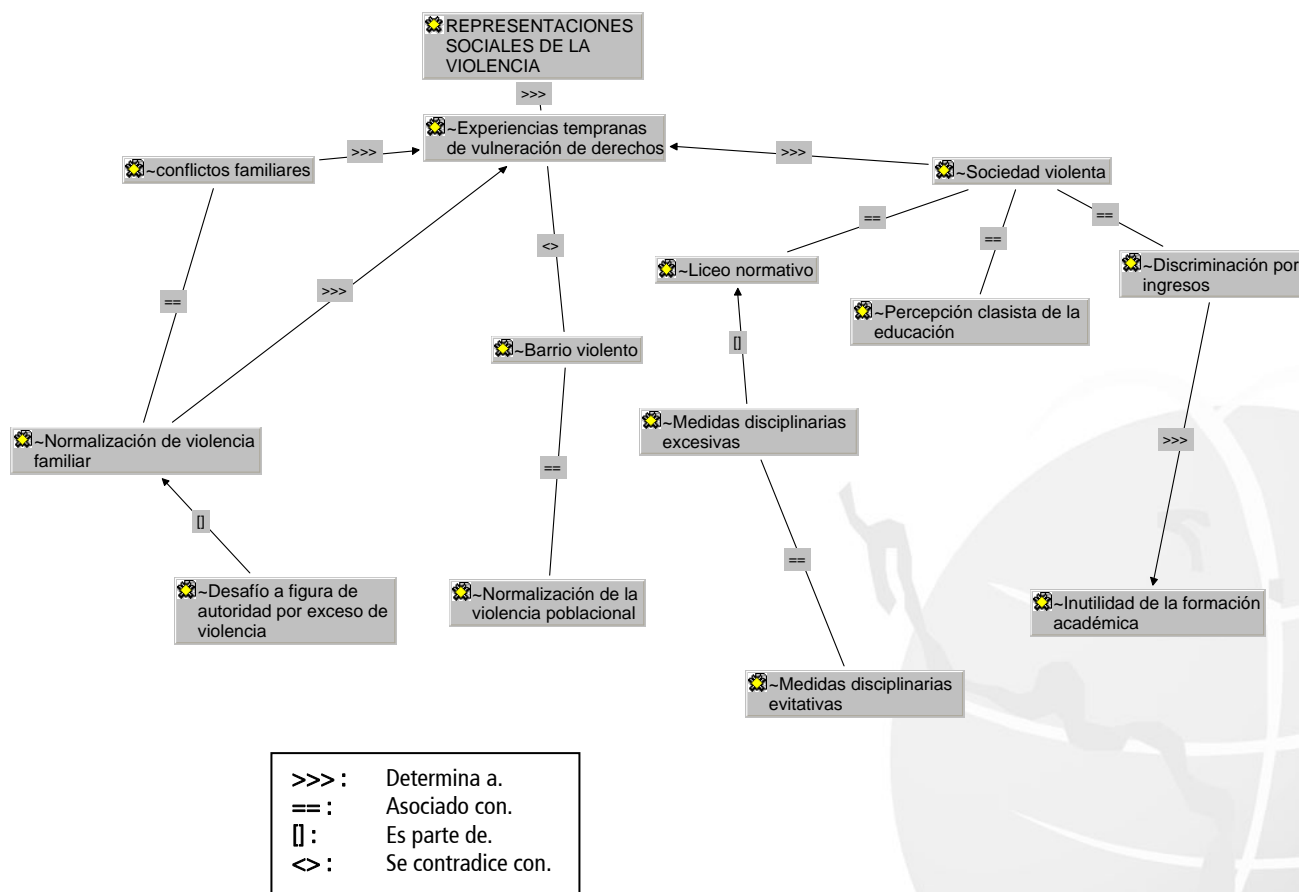 REPRESENTACIONES
SOCIALES DE LA
VIOLENCIA
>>>
~Experiencias tempranas
de vulneración de derechos
>>>
>>>
~conflictos familiares
~Sociedad violenta
==
==
==
<>
~Liceo normativo
~Discriminación por
ingresos
==
>>>
~Percepción clasista de la
educación
~Barrio violento
[]
~Medidas disciplinarias
excesivas
~Normalización de violencia
familiar
>>>
==
[]
==
~Desafío a figura de
autoridad por exceso de
violencia
~Normalización de la
violencia poblacional
~Inutilidad de la formación
académica
~Medidas disciplinarias
evitativas
>>> : Determina a.
== : Asociado con.
[] : Es parte de.
<> : Se contradice con.